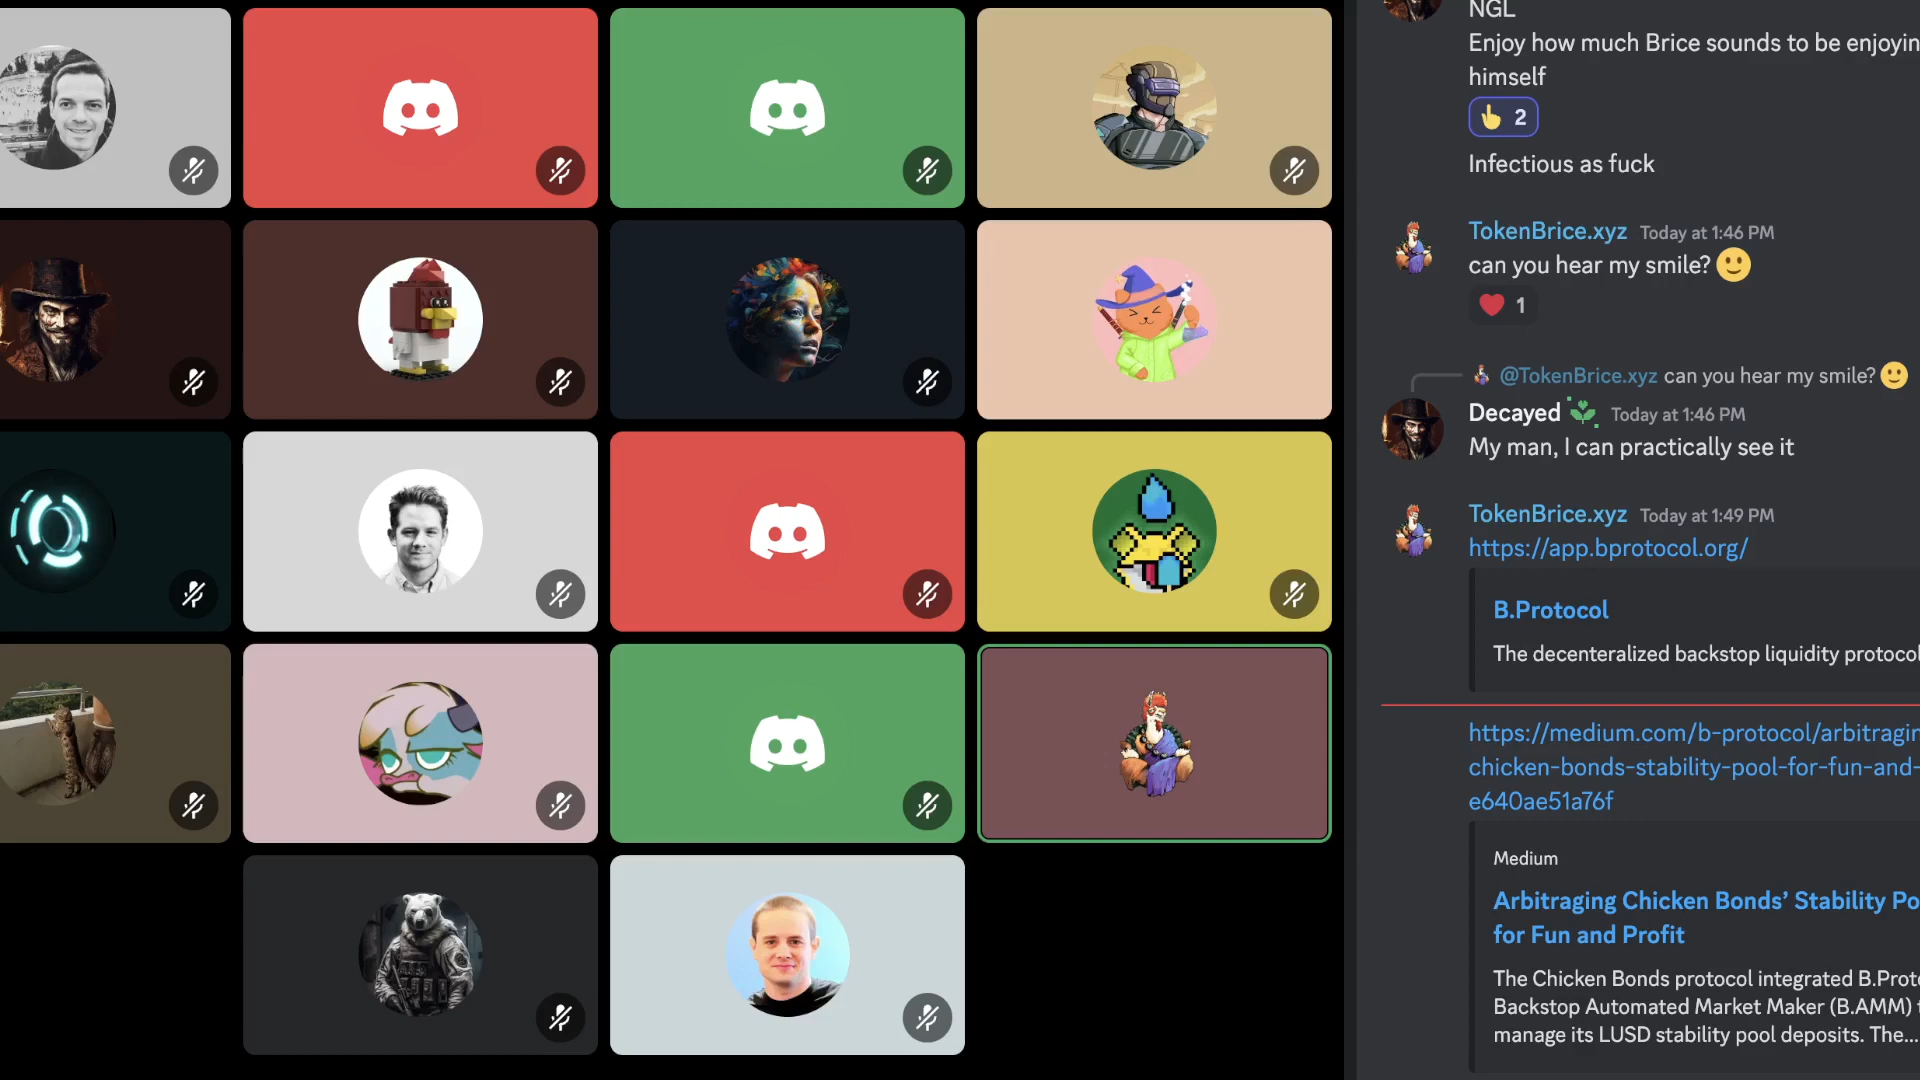 NGL
Enjoy how much Brice sounds to be
himself
2
Infectious as fuck
TokenBrice.xyz Today at 1:46 PM
can you hear my smile?
1
@TokenBrice.xyz can you hear my smile?
Decayed Today at 1:46 PM
My man, I can practically see it
TokenBrice.xyz Today at 1:49 PM
https://app.bprotocol.org/
B.Protocol
The decenteralized backstop liquidity protocol
https://medium.com/b-protocol/
chicken-bonds-stability-pool-for-fun-and-
e640ae51a76f
Medium
Arbitraging Chicken Bonds’ Stability
for Fun and Profit
The Chicken Bonds protocol integrated
Backstop Automated Market Maker (B.AMM)
manage its LUSD stability pool deposits. The...